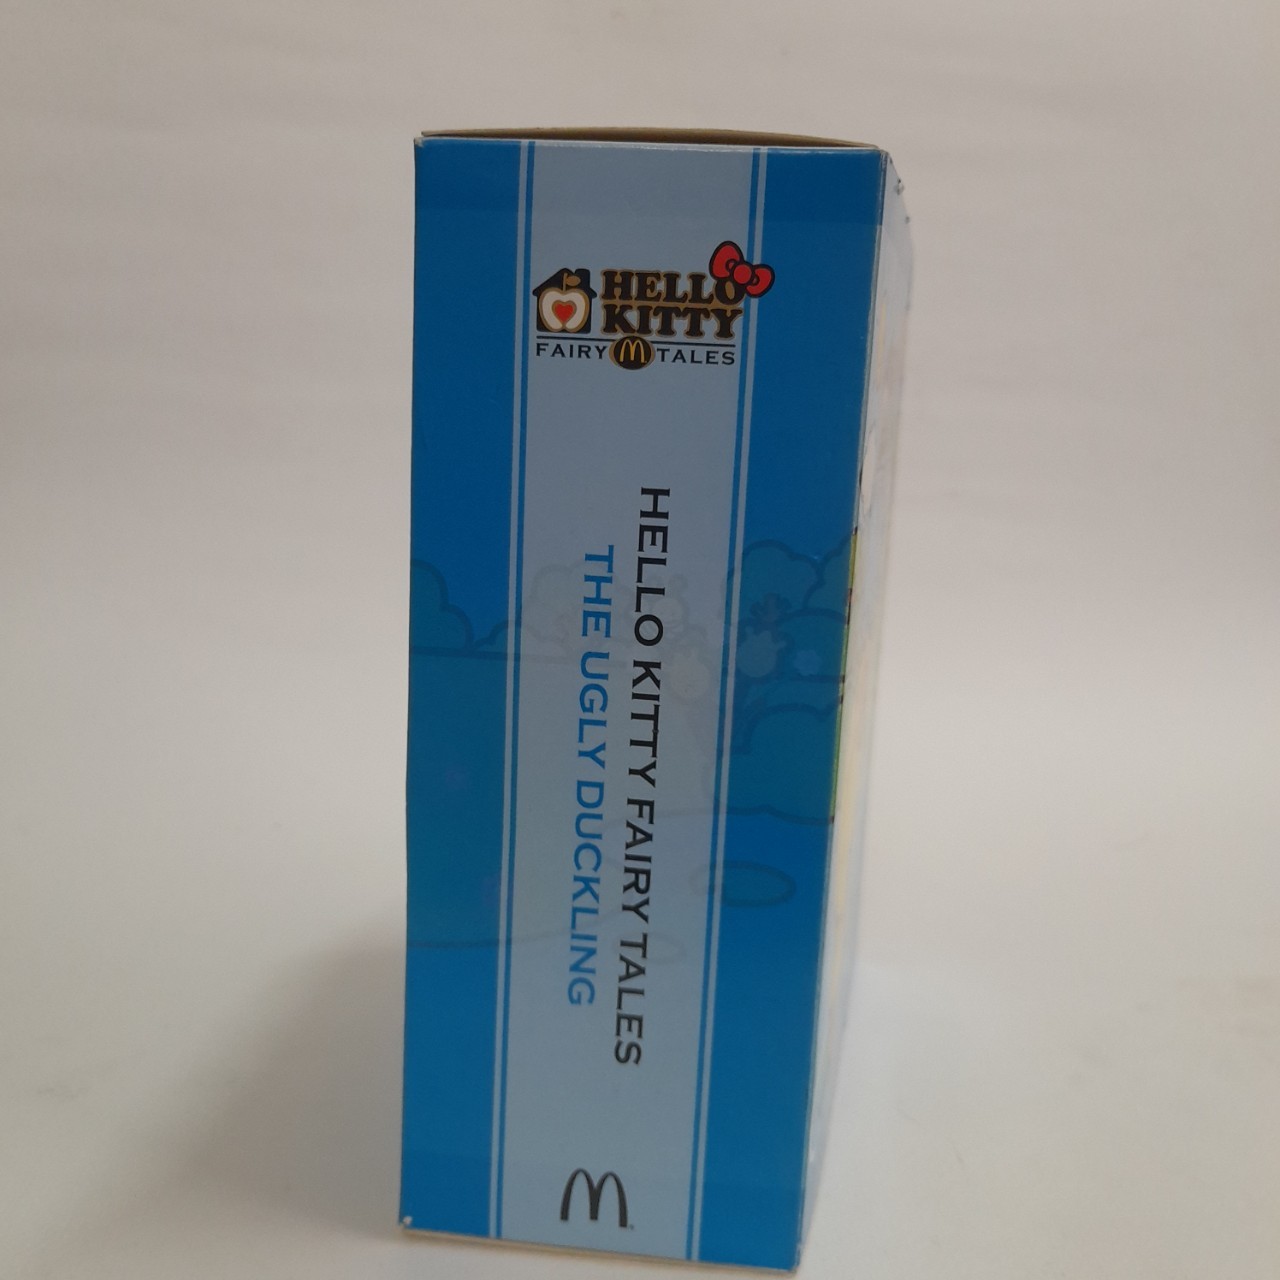 HELLO
KITTY
FAIRY M TALES
HELLO KITTY FAIRY TALES
THE UGLY DUCKLING
M